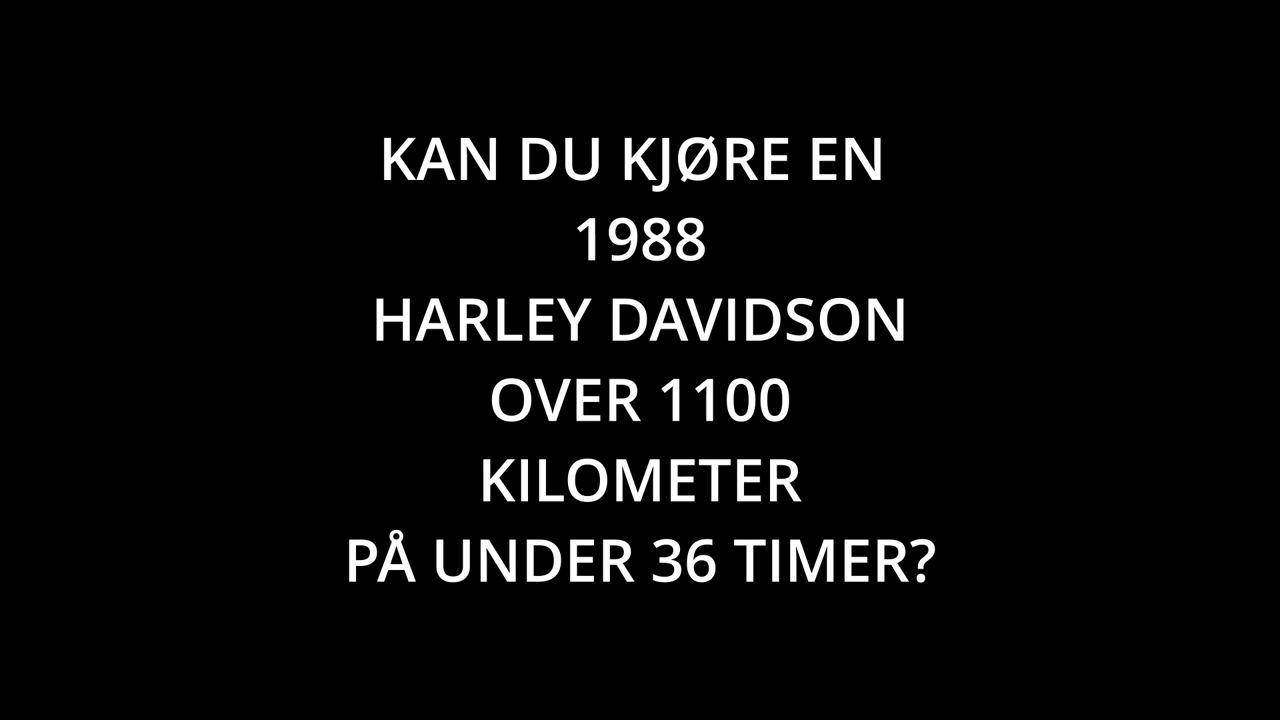 KAN DU KJØRE EN
1988
HARLEY DAVIDSON
OVER 1100
KILOMETER
PÅ UNDER 36 TIMER?